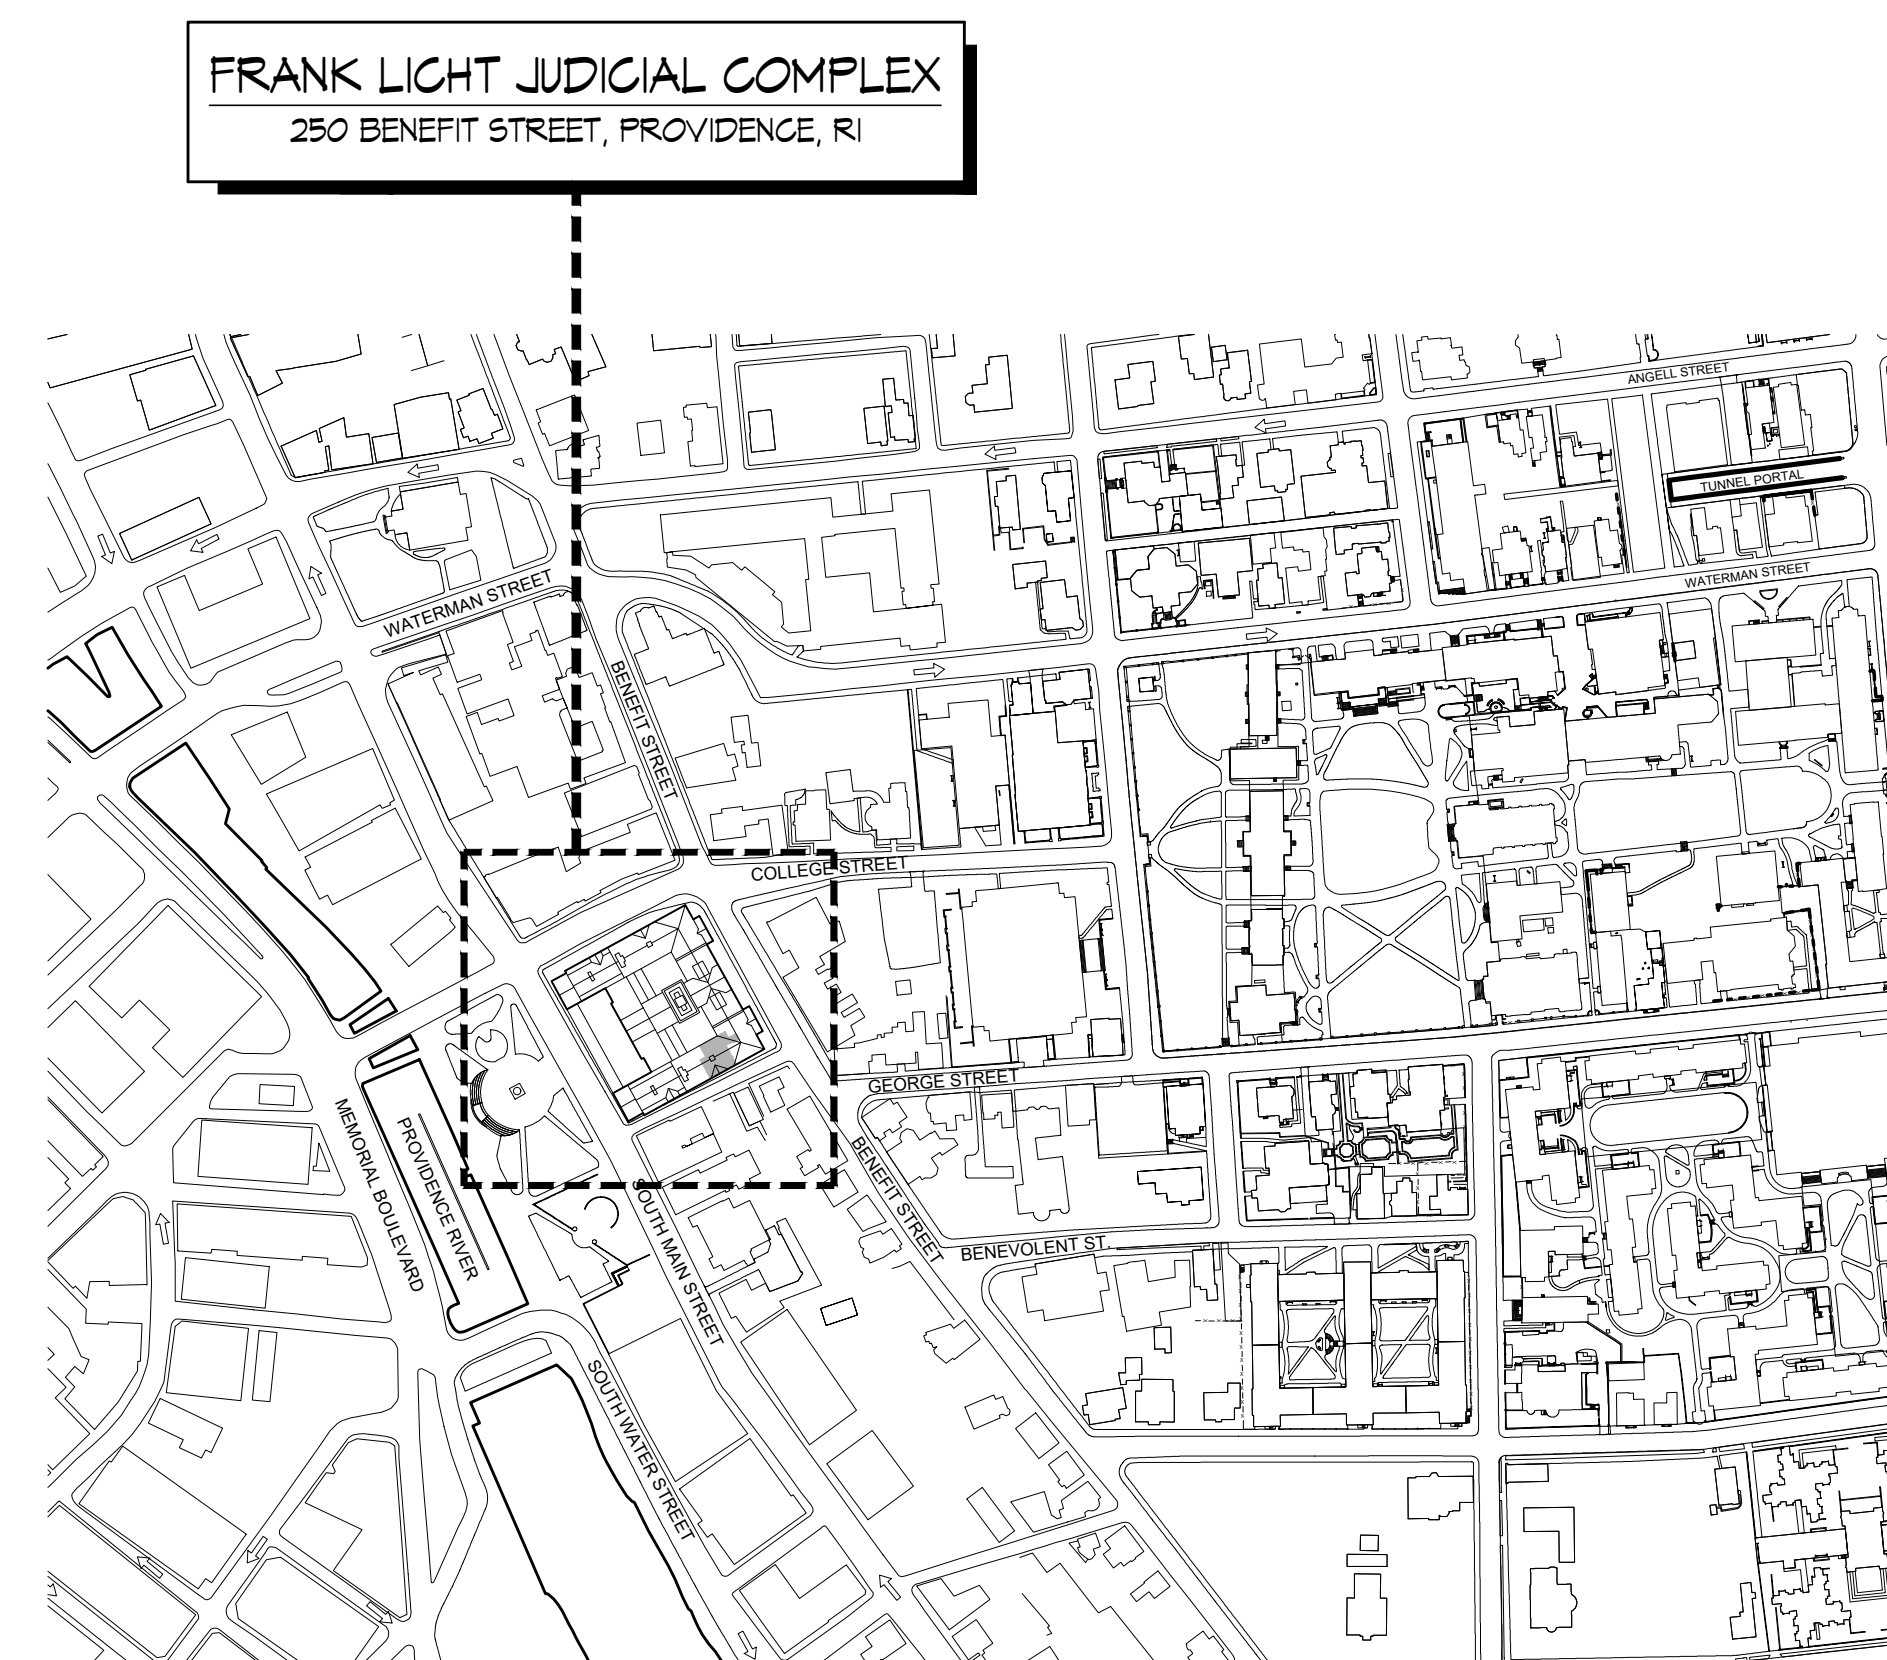 FRANK LICHT JUDICIAL COMPLEX
250 BENEFIT STREET, PROVIDENCE, RI
ANGELL STREET
TUNNEL PORTAL
WATERMAN STREET
WATERMAN STREET
BENEFIT STREET
COLLEGE STREET
GEORGE STREET
MEMORIAL BOULEVARD
PROVIDENCE RIVER
BENEFIT STREET
SOUTH MAIN STREET
BENEVOLENT ST.
SOUTH WATER STREET